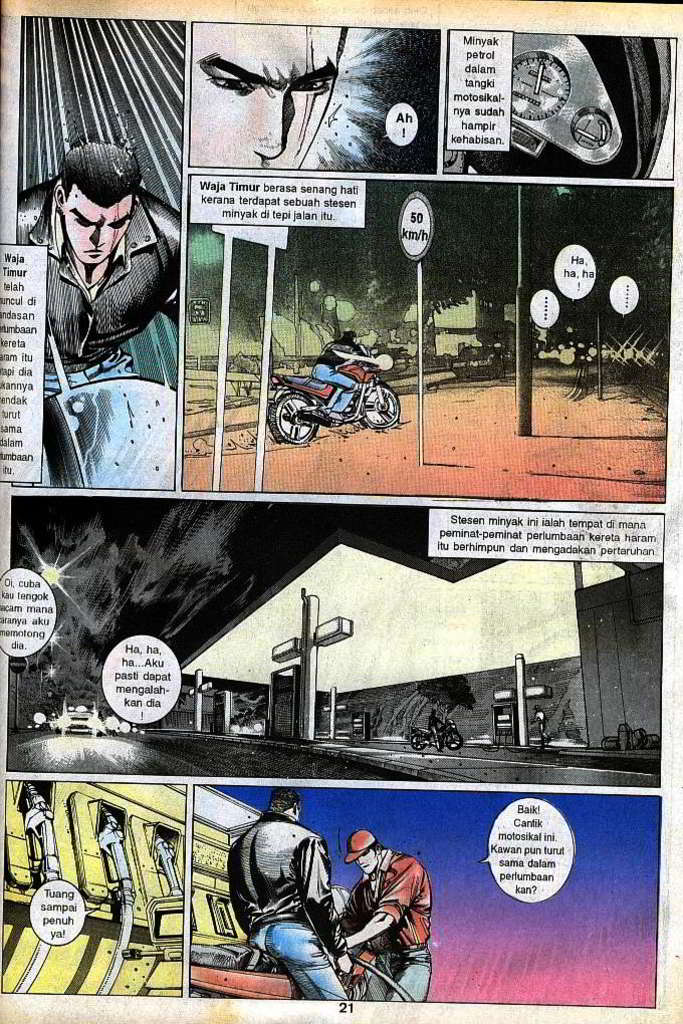 Waja
Timur
telah
muncul di
landasan
perlumbaan
kereta
haram itu
tetapi dia
bukannya
hendak
turut
sama
dalam
perlumbaan
itu.
Ah
!
Minyak
petrol
dalam
tangki
motosikal-
nya sudah
hampir
kehabisan.
Waja Timur berasa senang hati
kerana terdapat sebuah stesen
minyak di tepi jalan itu.
50
km/h
Ha,
ha, ha
!
......
......
Stesen minyak ini ialah tempat di mana
peminat-peminat perlumbaan kereta haram
itu berhimpun dan mengadakan pertaruhan.
Oi, cuba
kau tengok
macam mana
caranya aku
memotong
dia.
Ha, ha,
ha...Aku
pasti dapat
mengalah-
kan dia
!
Tuang
sampai
penuh
ya!
Baik!
Cantik
motosikal ini.
Kawan pun turut
sama dalam
perlumbaan
kan?
21